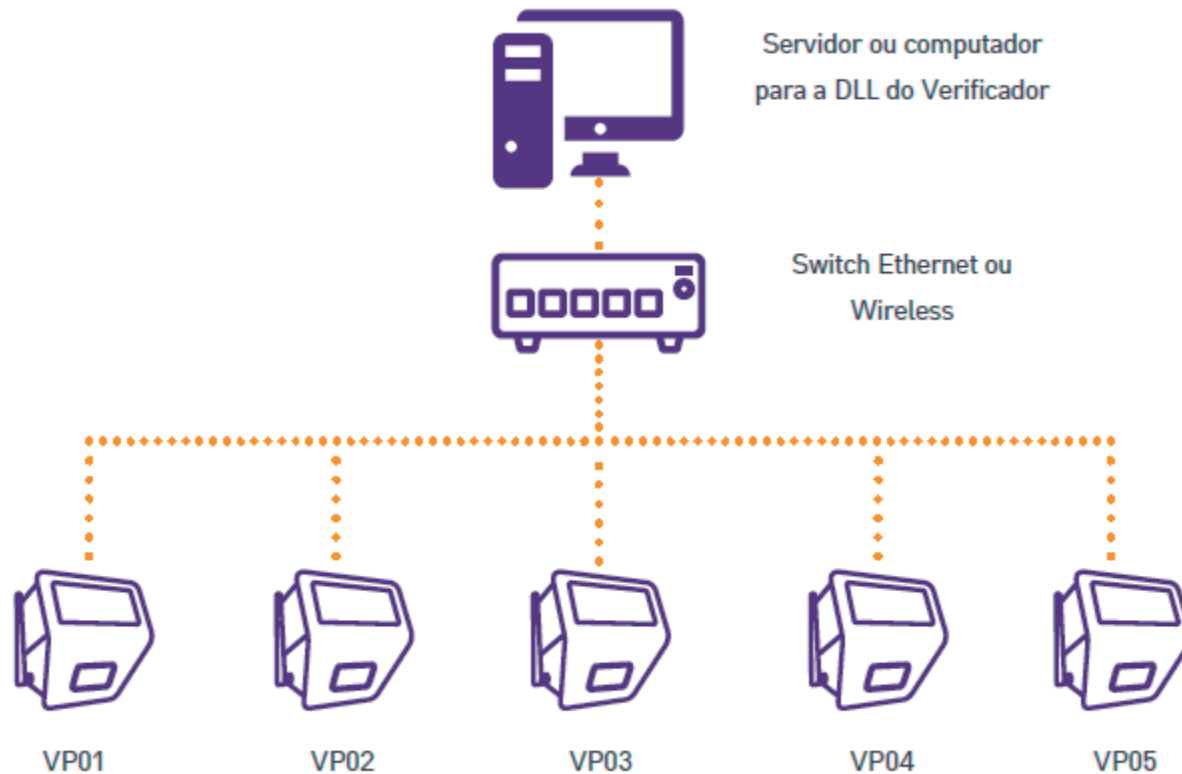 Servidor ou computador
para a DLL do Verificador
Switch Ethernet ou
Wireless
VP01
VP02
VP03
VP04
VP05